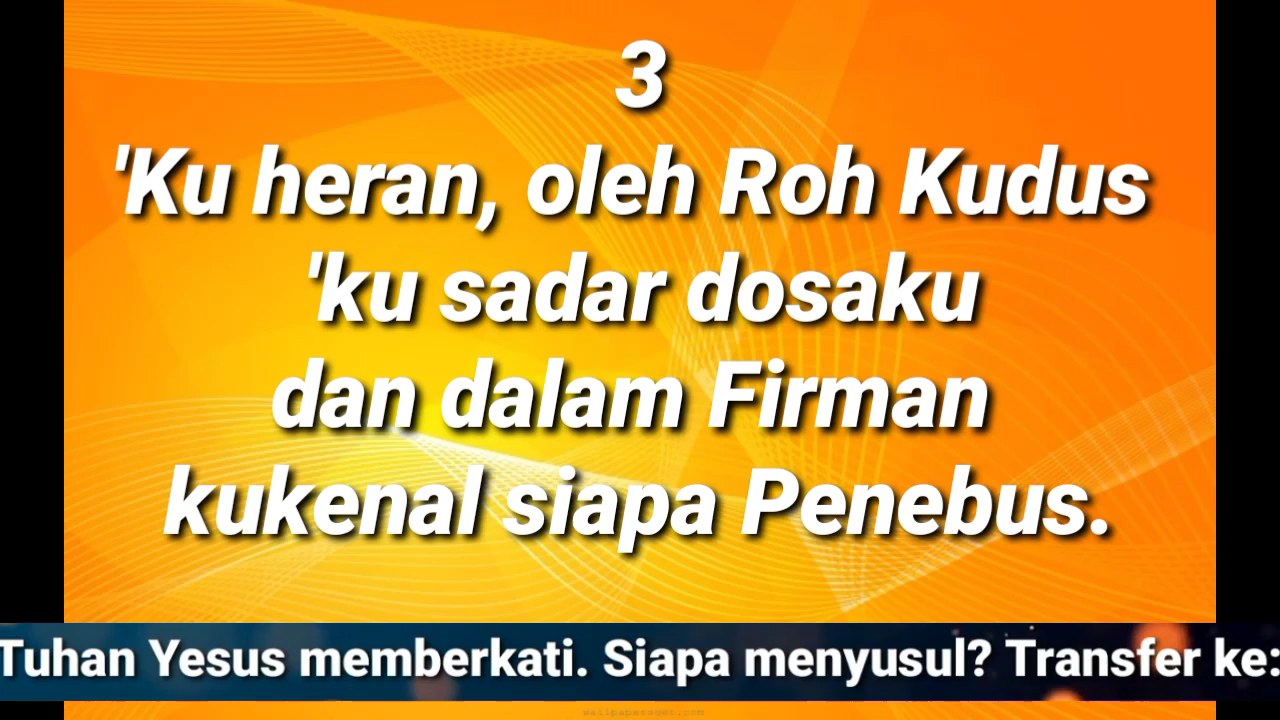 3
'Ku heran, oleh Roh Kudus
'ku sadar dosaku
dan dalam Firman
kukenal siapa Penebus.
Tuhan Yesus memberkati. Siapa menyusul? Transfer ke: